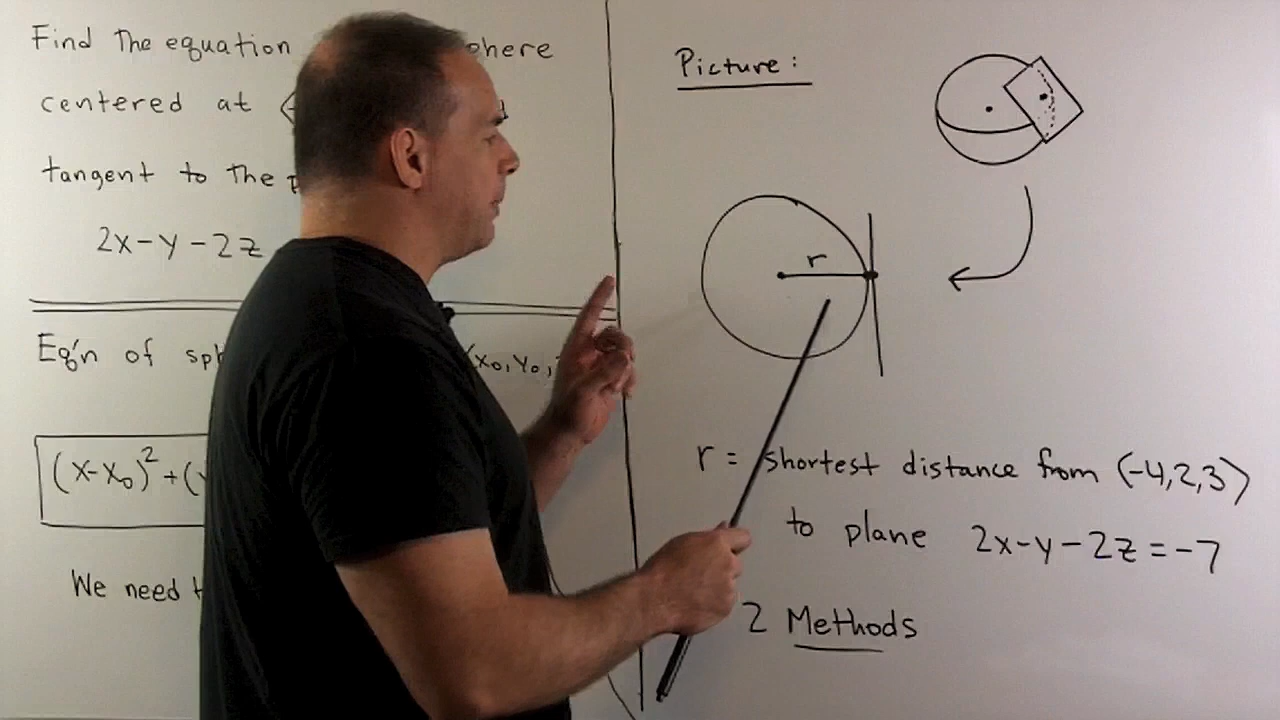 Find The equation
here
centered at
tangent to The
2x-y-2z
Eq'n of
(x₀,y₀,
(x-x₀)²+(
We need
Picture:
r
r = shortest distance from (-4,2,3)
to plane 2x-y-2z=-7
2 Methods